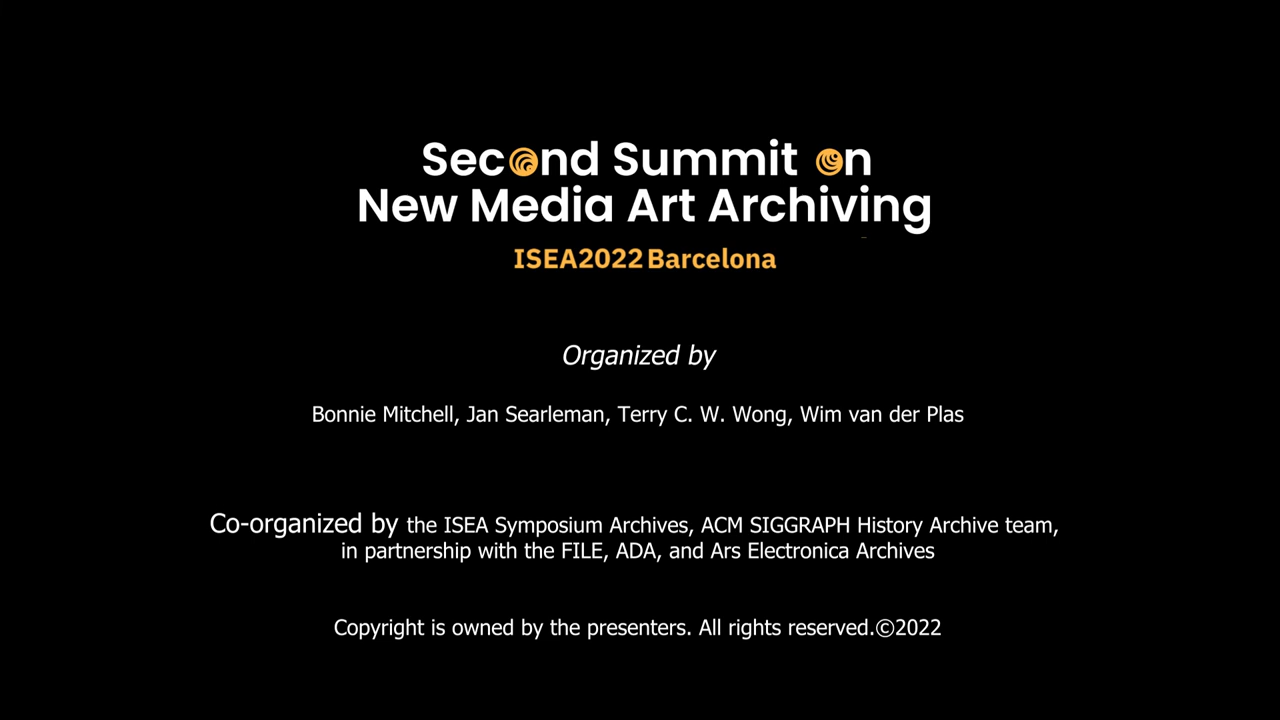 Second Summit on
New Media Art Archiving
ISEA2022 Barcelona
Organized by
Bonnie Mitchell, Jan Searleman, Terry C. W. Wong, Wim van der Plas
Co-organized by the ISEA Symposium Archives, ACM SIGGRAPH History Archive team,
in partnership with the FILE, ADA, and Ars Electronica Archives
Copyright is owned by the presenters. All rights reserved.©2022